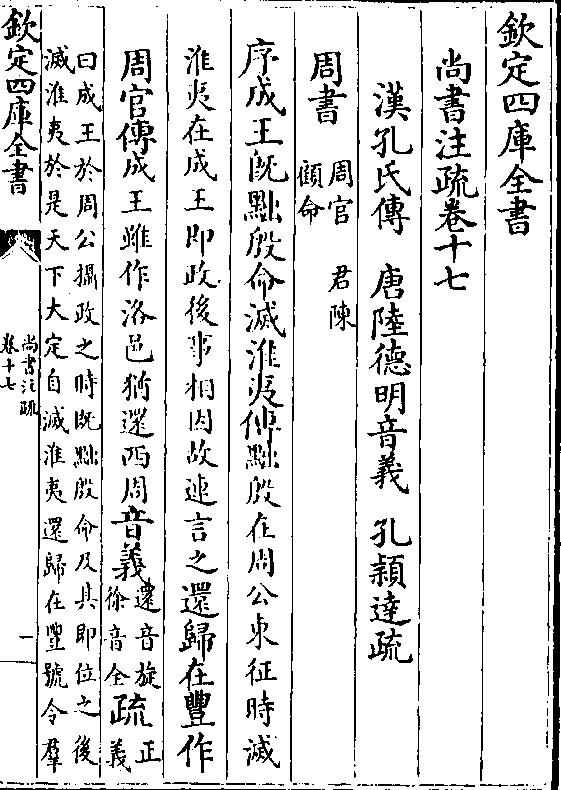 欽定四庫全書
尚書注疏卷十七
漢孔氏傳　唐陸德明音義　孔穎達疏
周書　周官　君陳
顧命
序成王既黜殷命滅淮夷傳黜殷在周公東征時滅
淮夷在成王即政後事相因故連言之還歸在豐作
周官傳成王雖作洛邑猶還西周音義還音旋
徐音全疏正
義
曰成王於周公攝政之時既黜殷命及其即位之後
滅淮夷於是天下大定自滅淮夷還歸在豐號令羣
欽定四庫全書
尚書注疏
卷十七
一